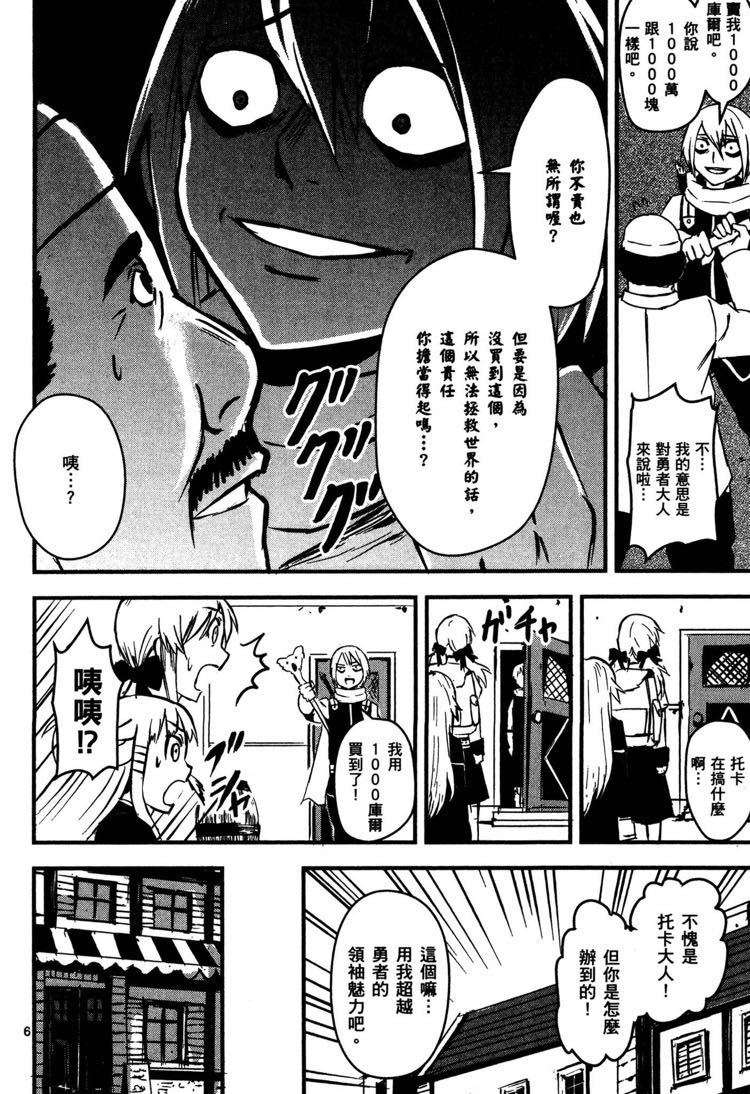 賣我1000
庫爾吧。
你說
1000萬
跟1000塊
一樣吧。
不…
我的意思是
對勇者大人
來說啦…
你不賣也
無所謂喔？
但要是因為
沒買到這個，
所以無法拯救世界的話，
這個責任
你擔當得起嗎…？
グググ
咦…？
托卡
在搞什麼
啊…
ガチャ
我用
1000庫爾
買到了！
咦咦!?
不愧是
托卡大人！
但你是怎麼
辦到的！
這個嘛…
用我超越
勇者的
領袖魅力吧。
6